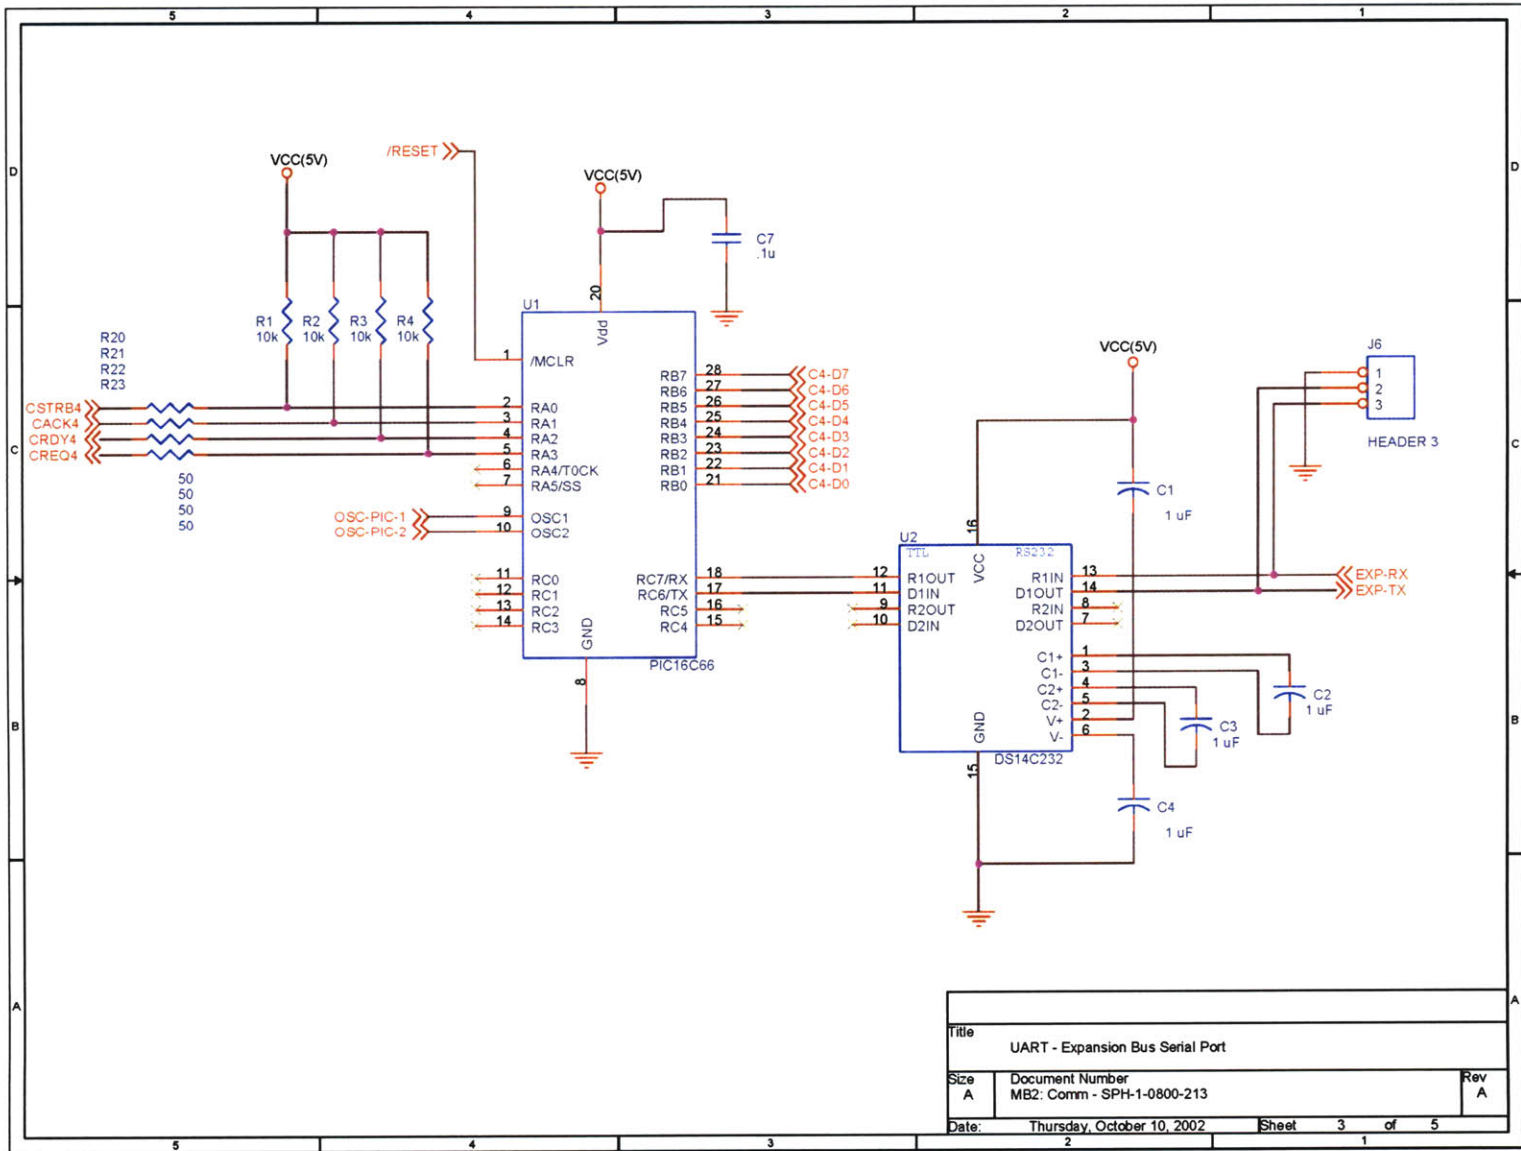 5 4 3 2 1
D D
C C
B B
A A
/RESET
VCC(5V)
VCC(5V)
C7
.1u
R1 R2 R3 R4
10k 10k 10k 10k
R20
R21
R22
R23
CSTRB4
CACK4
CRDY4
CREQ4
50
50
50
50
OSC-PIC-1
OSC-PIC-2
U1
20
Vdd
1 /MCLR
2 RA0
3 RA1
4 RA2
5 RA3
6 RA4/T0CK
7 RA5/SS
9 OSC1
10 OSC2
11 RC0
12 RC1
13 RC2
14 RC3
RB7 28 C4-D7
RB6 27 C4-D6
RB5 26 C4-D5
RB4 25 C4-D4
RB3 24 C4-D3
RB2 23 C4-D2
RB1 22 C4-D1
RB0 21 C4-D0
RC7/RX 18
RC6/TX 17
RC5 16
RC4 15
GND
8
PIC16C66
VCC(5V)
C1
1 uF
U2
16
TTL RS232
VCC
12 R1OUT
11 D1IN
9 R2OUT
10 D2IN
R1IN 13
D1OUT 14
R2IN 8
D2OUT 7
C1+ 1
C1- 3
C2+ 4
C2- 5
V+ 2
V- 6
GND
15
DS14C232
C2
1 uF
C3
1 uF
C4
1 uF
J6
1
2
3
HEADER 3
EXP-RX
EXP-TX
Title
UART - Expansion Bus Serial Port
Size Document Number Rev
A MB2: Comm - SPH-1-0800-213 A
Date: Thursday, October 10, 2002 Sheet 3 of 5
5 4 3 2 1